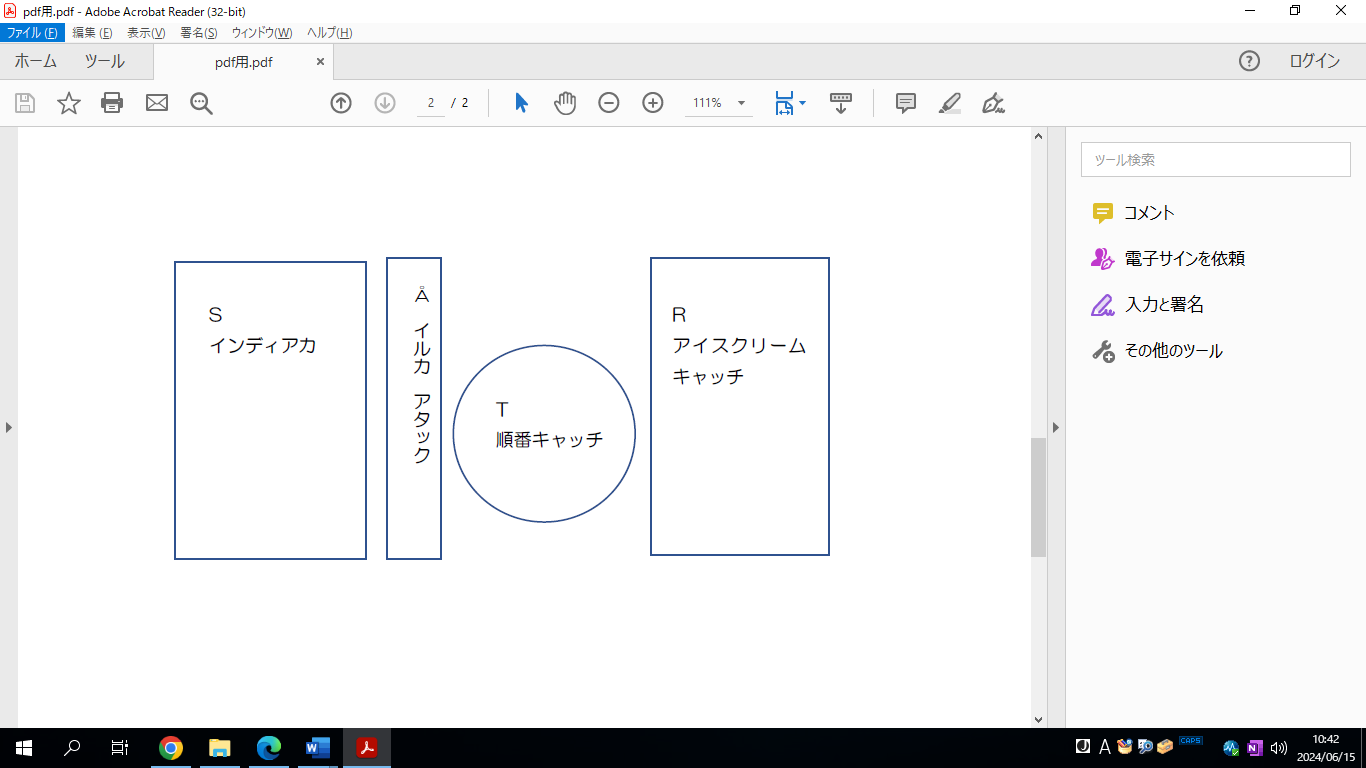 pdf用.pdf - Adobe Acrobat Reader (32-bit)
ファイル (F) 編集 (E) 表示(V) 署名(S) ウィンドウ(W) ヘルプ(H)
ホーム ツール pdf用.pdf × ? ログイン
2 / 2 111%
ツール検索
コメント
電子サインを依頼
入力と署名
その他のツール
S
インディアカ
Å イルカ アタック
T
順番キャッチ
R
アイスクリーム
キャッチ
A CAPS
10:42
2024/06/15